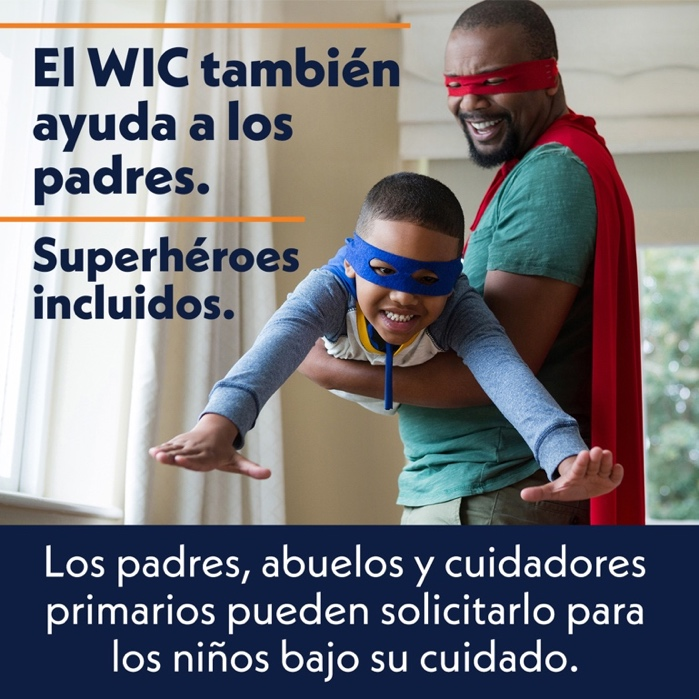 El WIC también
ayuda a los
padres.
Superhéroes
incluidos.
Los padres, abuelos y cuidadores
primarios pueden solicitarlo para
los niños bajo su cuidado.